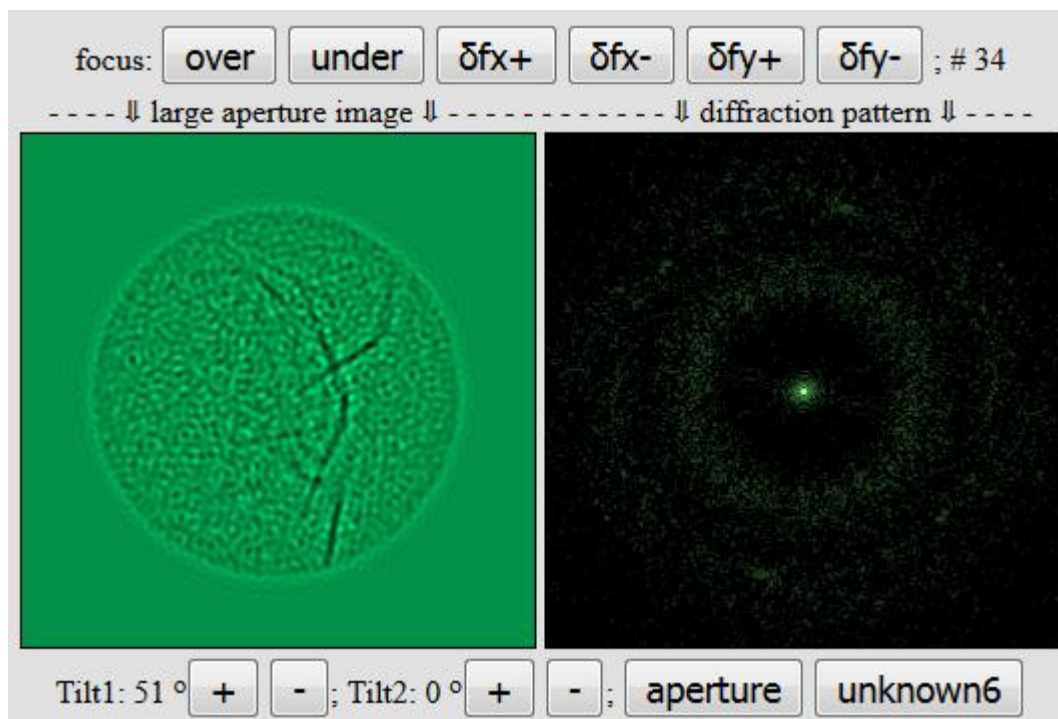 focus: over under δfx+ δfx- δfy+ δfy- ; # 34
- - - - ⇓ large aperture image ⇓ - - - - - - - - - - - - - ⇓ diffraction pattern ⇓ - - - -
Tilt1: 51 º + - ; Tilt2: 0 º + - ; aperture unknown6